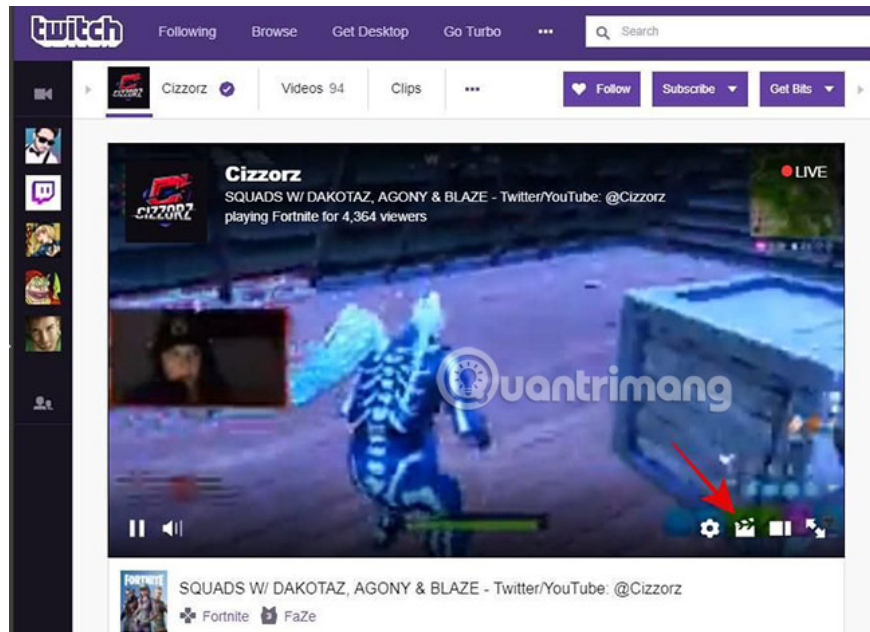 twitch
Following Browse Get Desktop Go Turbo ••• Search
CIZZORZ Cizzorz Videos 94 Clips ••• Follow Subscribe Get Bits
Cizzorz
LIVE
CIZZORZ
SQUADS W/ DAKOTAZ, AGONY & BLAZE - Twitter/YouTube: @Cizzorz
playing Fortnite for 4,364 viewers
Quantrimang
FORTNITE
SQUADS W/ DAKOTAZ, AGONY & BLAZE - Twitter/YouTube: @Cizzorz
Fortnite FaZe